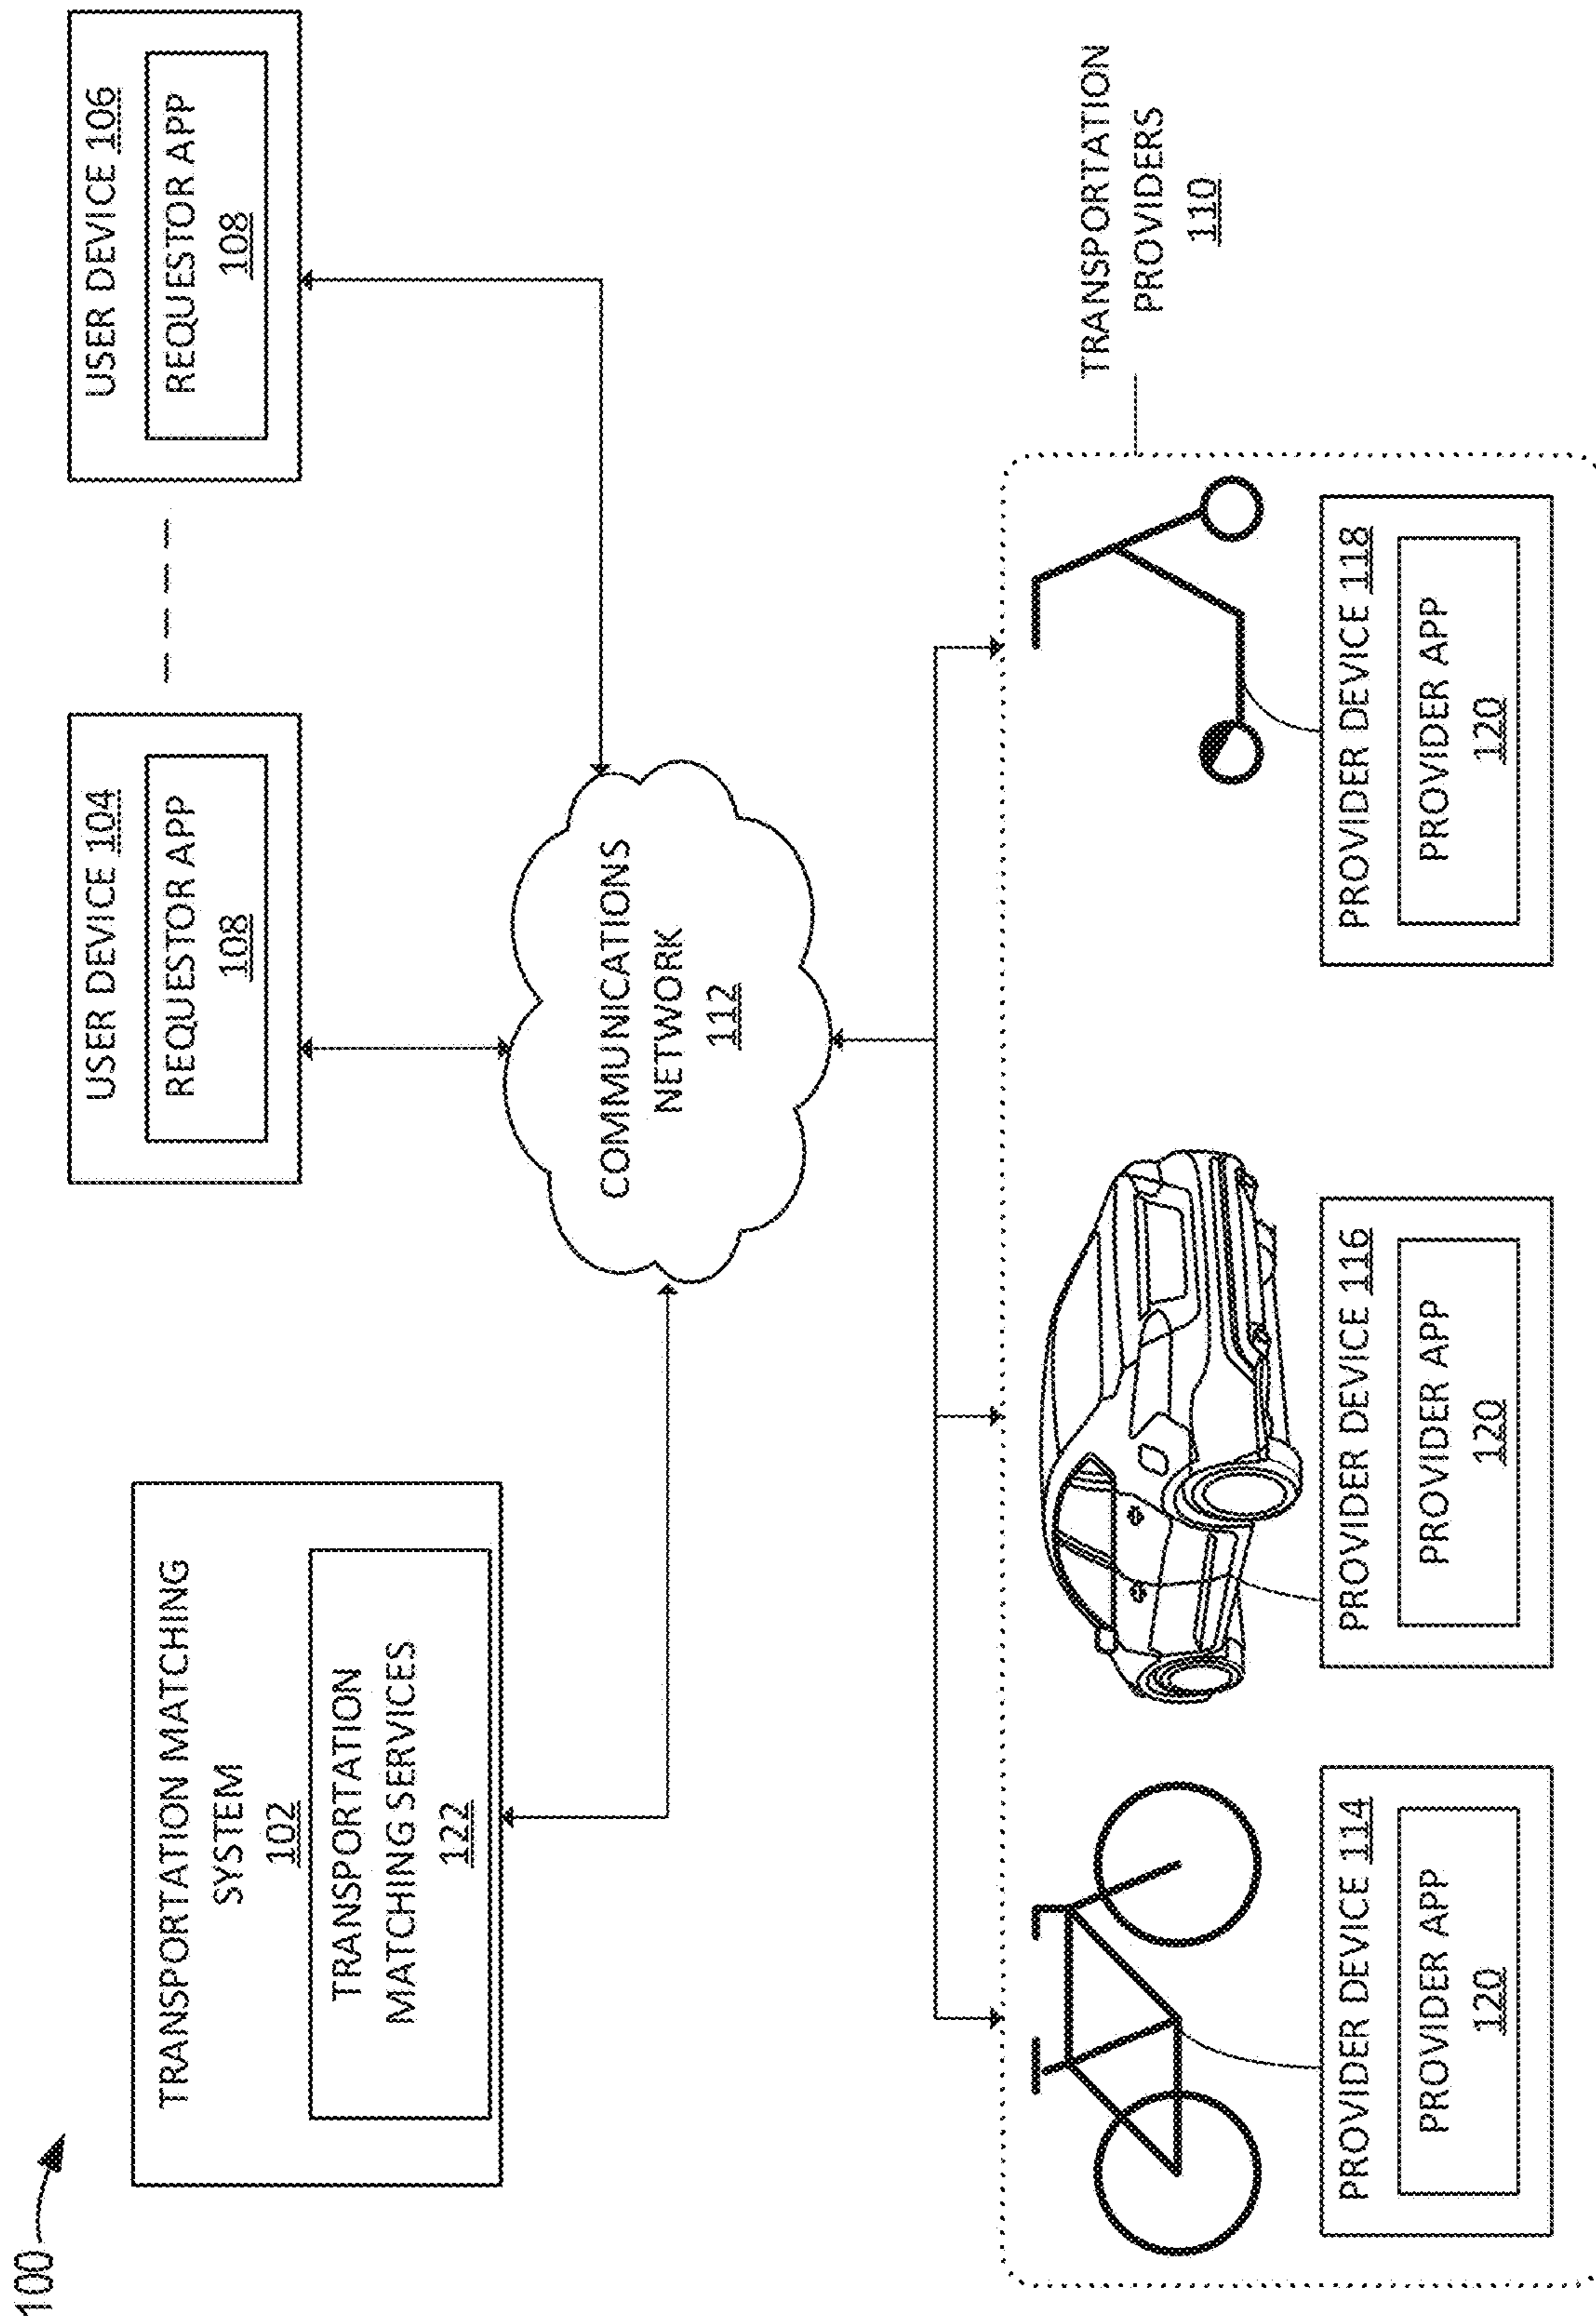 100
TRANSPORTATION MATCHING
SYSTEM
102
TRANSPORTATION
MATCHING SERVICES
122
USER DEVICE 104
REQUESTOR APP
108
USER DEVICE 106
REQUESTOR APP
108
COMMUNICATIONS
NETWORK
112
TRANSPORTATION
PROVIDERS
110
PROVIDER DEVICE 114
PROVIDER APP
120
PROVIDER DEVICE 116
PROVIDER APP
120
PROVIDER DEVICE 118
PROVIDER APP
120